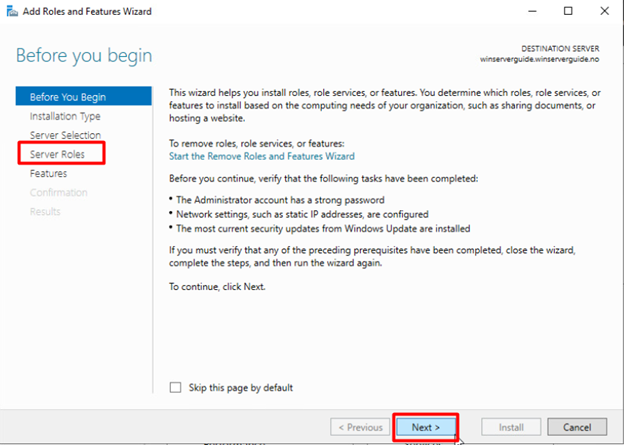 Add Roles and Features Wizard
Before you begin
DESTINATION SERVER
winserverguide.winserverguide.no
Before You Begin
Installation Type
Server Selection
Server Roles
Features
Confirmation
Results
This wizard helps you install roles, role services, or features. You determine which roles, role services, or
features to install based on the computing needs of your organization, such as sharing documents, or
hosting a website.
To remove roles, role services, or features:
Start the Remove Roles and Features Wizard
Before you continue, verify that the following tasks have been completed:
• The Administrator account has a strong password
• Network settings, such as static IP addresses, are configured
• The most current security updates from Windows Update are installed
If you must verify that any of the preceding prerequisites have been completed, close the wizard,
complete the steps, and then run the wizard again.
To continue, click Next.
Skip this page by default
< Previous
Next >
Install
Cancel